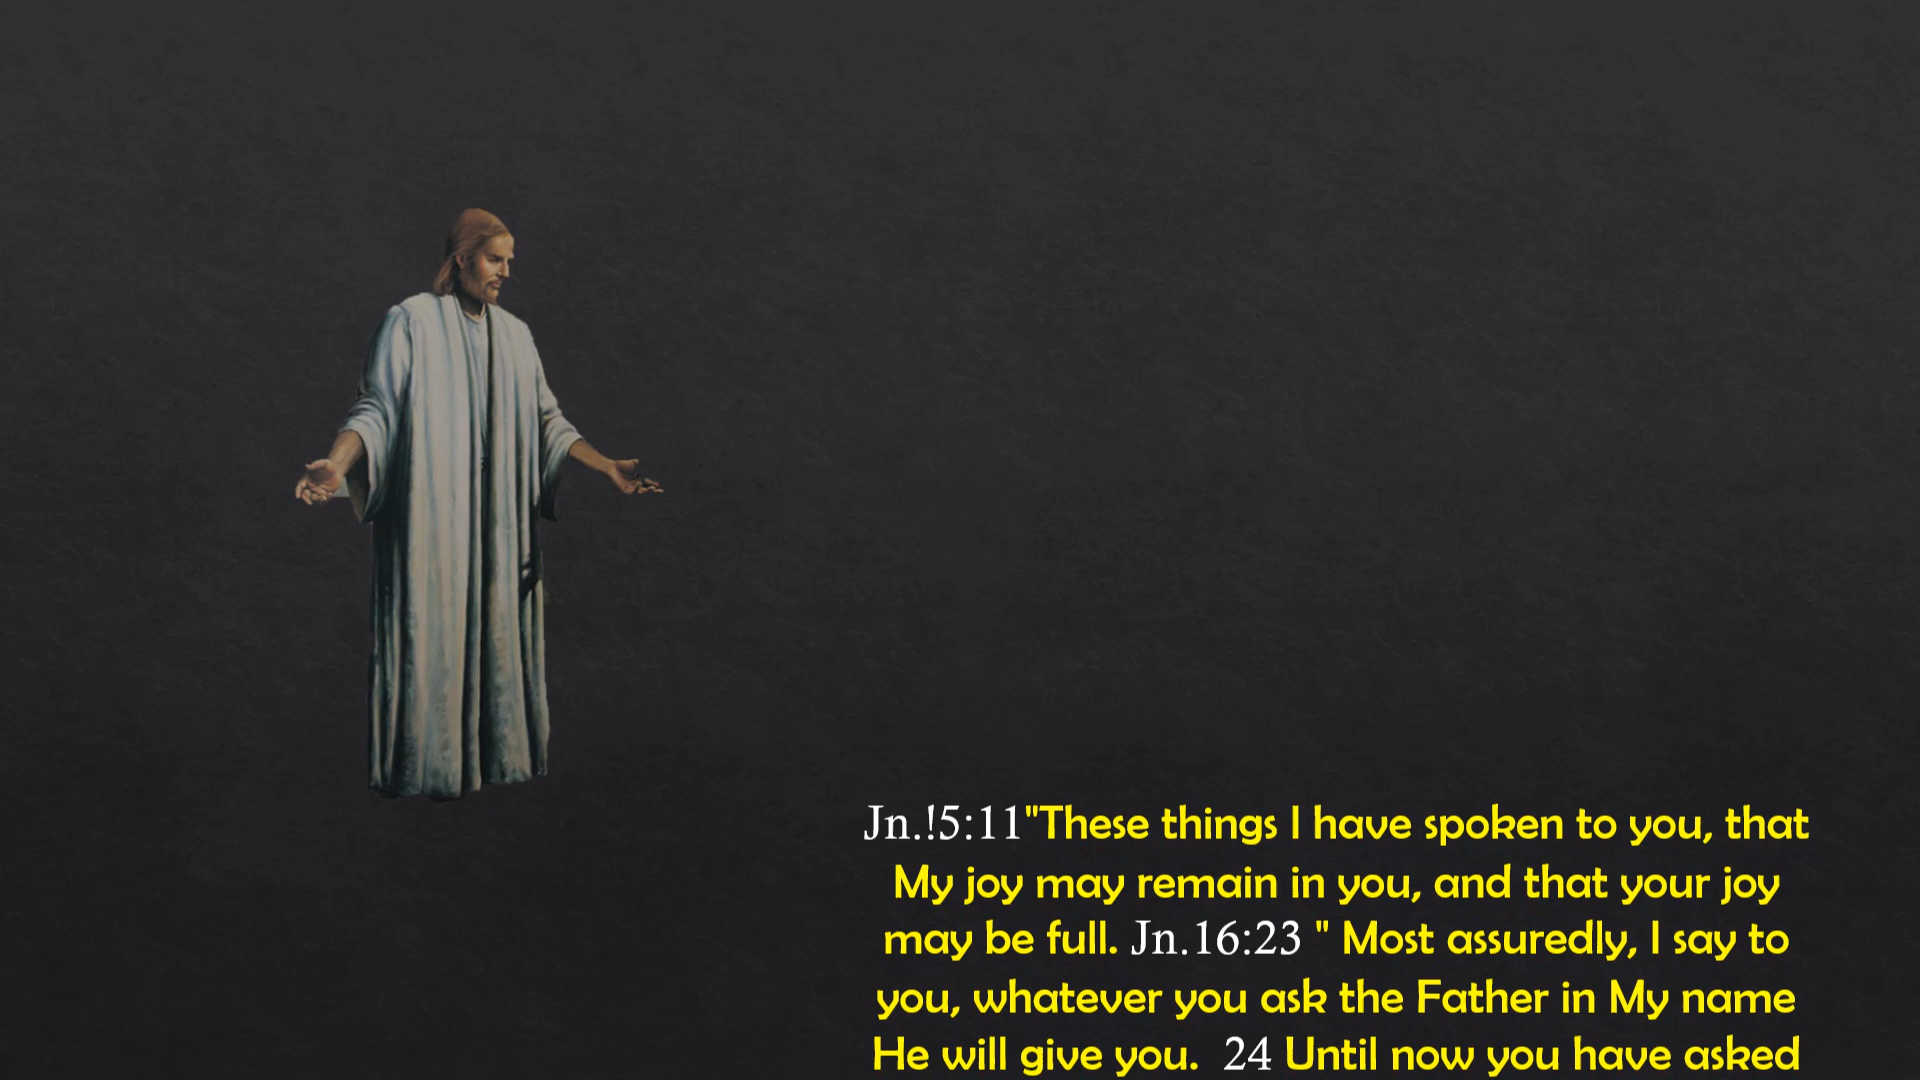 Jn.!5:11"These things I have spoken to you, that
My joy may remain in you, and that your joy
may be full. Jn.16:23 " Most assuredly, I say to
you, whatever you ask the Father in My name
He will give you.  24 Until now you have asked